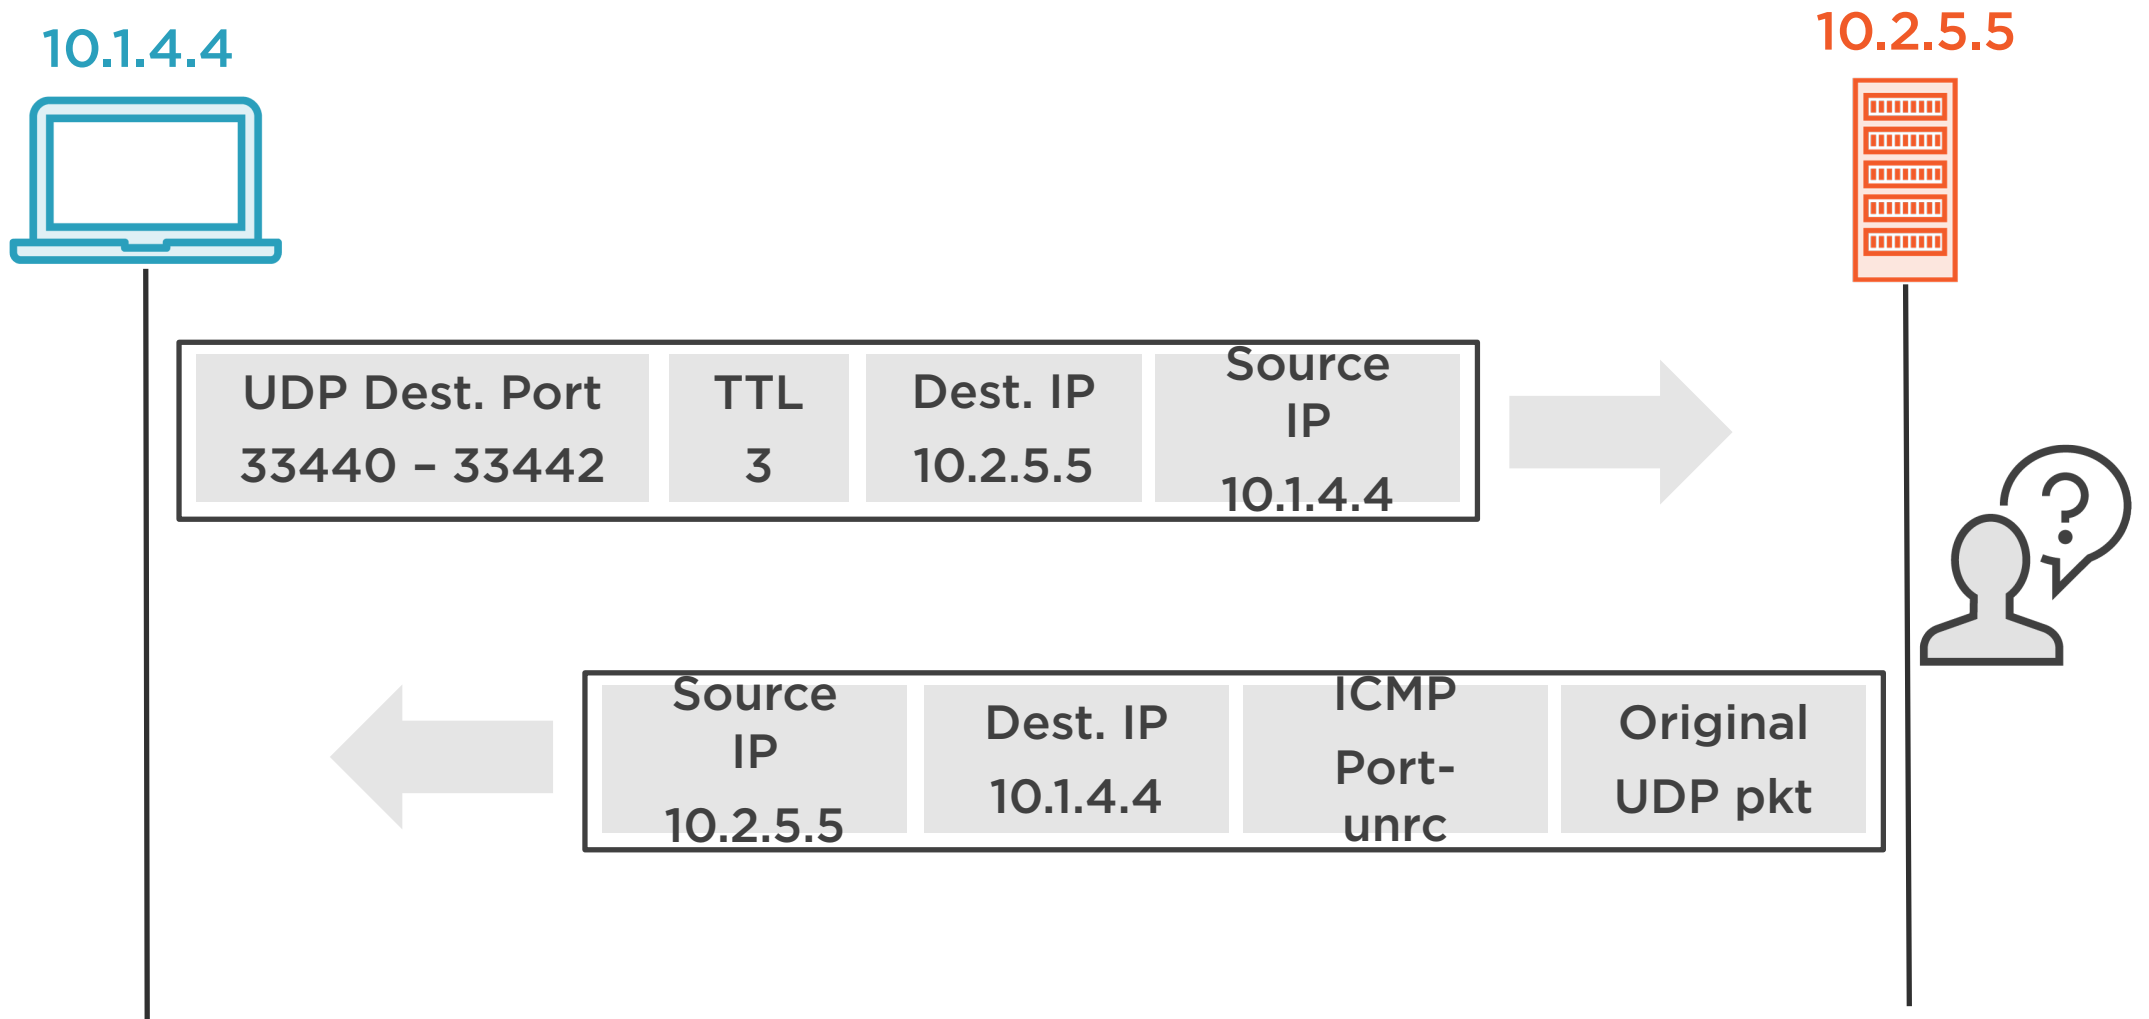 10.1.4.4
10.2.5.5
UDP Dest. Port
33440 – 33442
TTL
3
Dest. IP
10.2.5.5
Source
IP
10.1.4.4
?
Source
IP
10.2.5.5
Dest. IP
10.1.4.4
ICMP
Port-
unrc
Original
UDP pkt